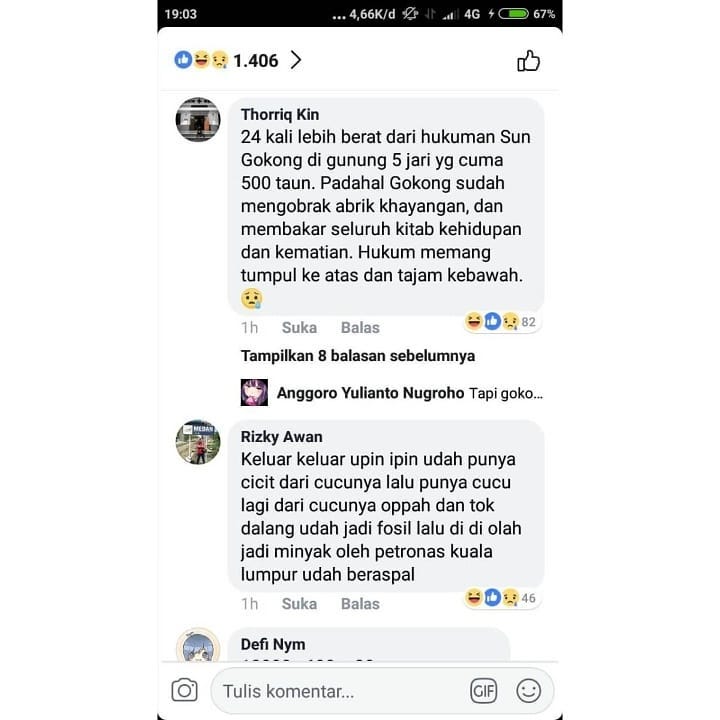 19:03 ... 4,66K/d 4G 67%
1.406
Thorriq Kin
24 kali lebih berat dari hukuman Sun
Gokong di gunung 5 jari yg cuma
500 taun. Padahal Gokong sudah
mengobrak abrik khayangan, dan
membakar seluruh kitab kehidupan
dan kematian. Hukum memang
tumpul ke atas dan tajam kebawah.
😢
1h Suka Balas 82
Tampilkan 8 balasan sebelumnya
Anggoro Yulianto Nugroho Tapi goko...
MEDAN
Rizky Awan
Keluar keluar upin ipin udah punya
cicit dari cucunya lalu punya cucu
lagi dari cucunya oppah dan tok
dalang udah jadi fosil lalu di di olah
jadi minyak oleh petronas kuala
lumpur udah beraspal
1h Suka Balas 46
Defi Nym
Tulis komentar... GIF